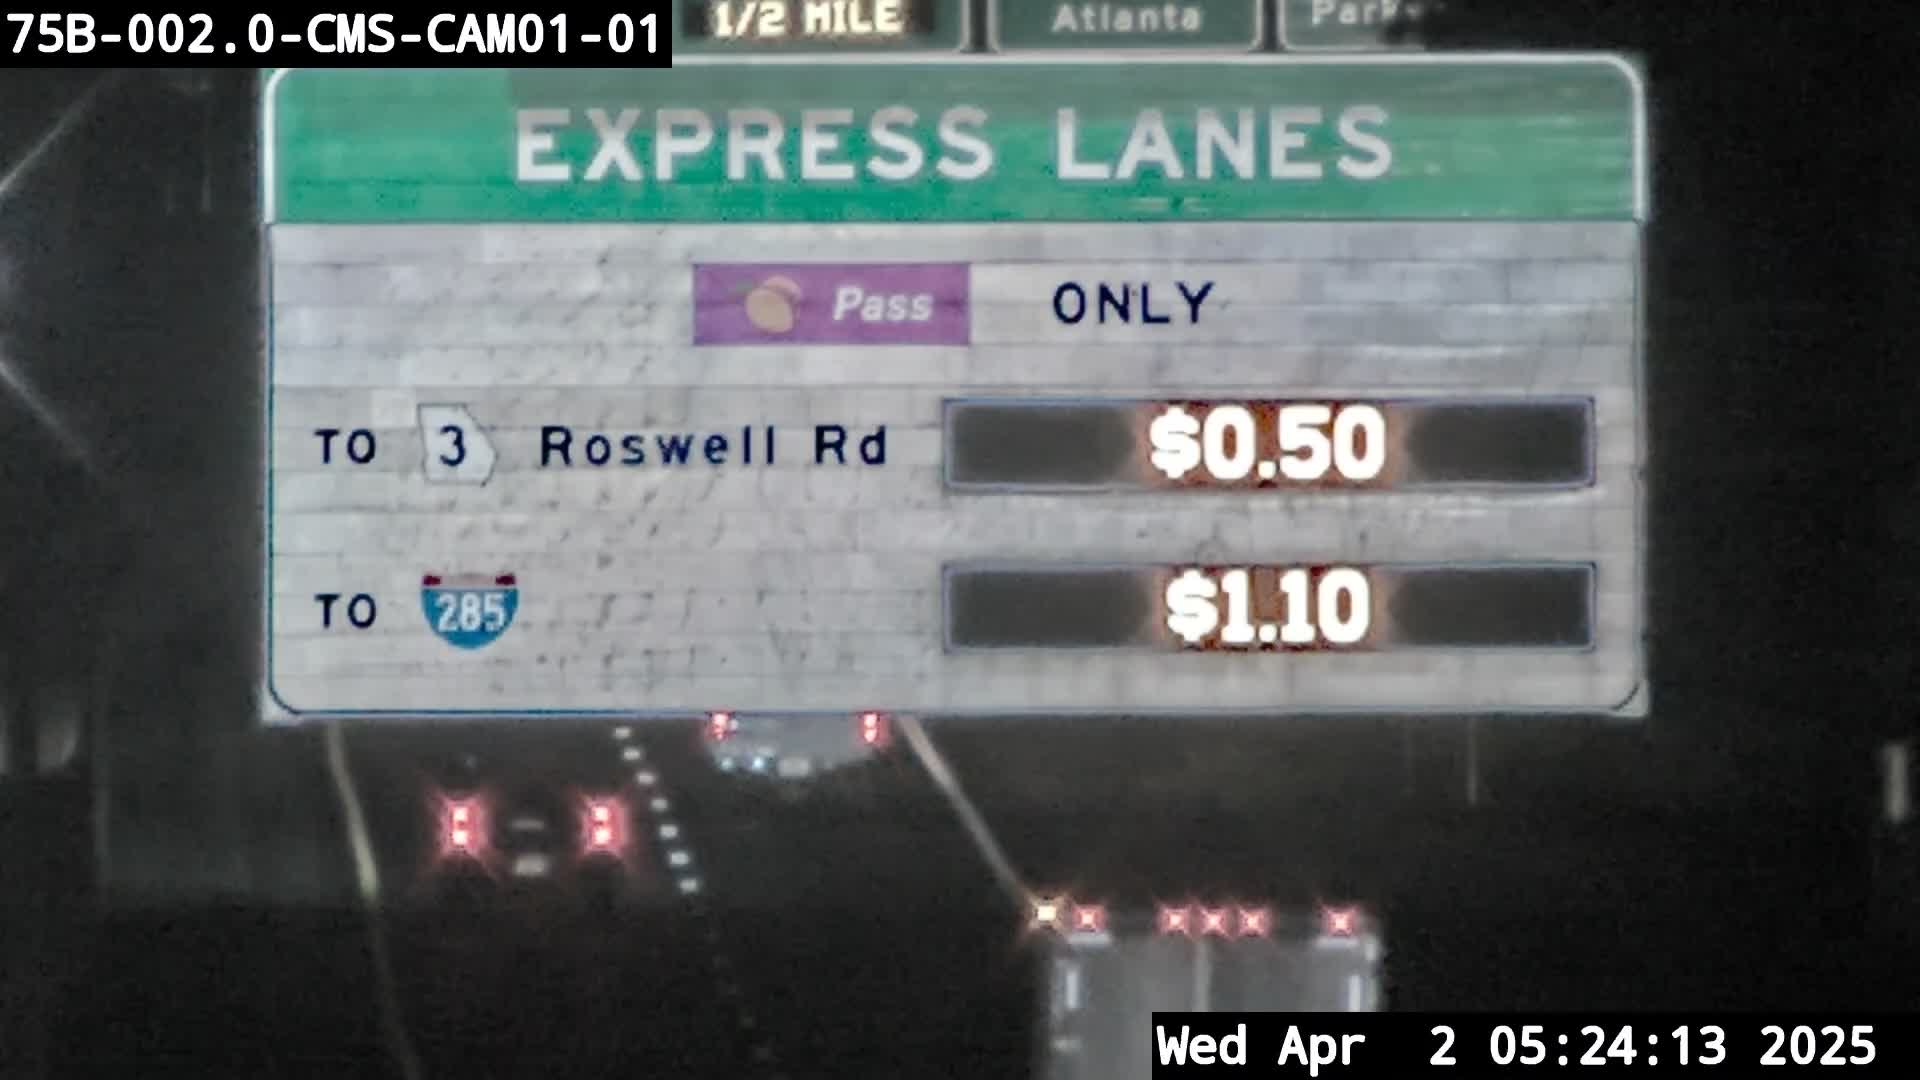 75B-002.0-CMS-CAM01-01
1/2 MILE
Atlanta
EXPRESS LANES
Pass ONLY
TO 3 Roswell Rd $0.50
TO 285 $1.10
Wed Apr 2 05:24:13 2025